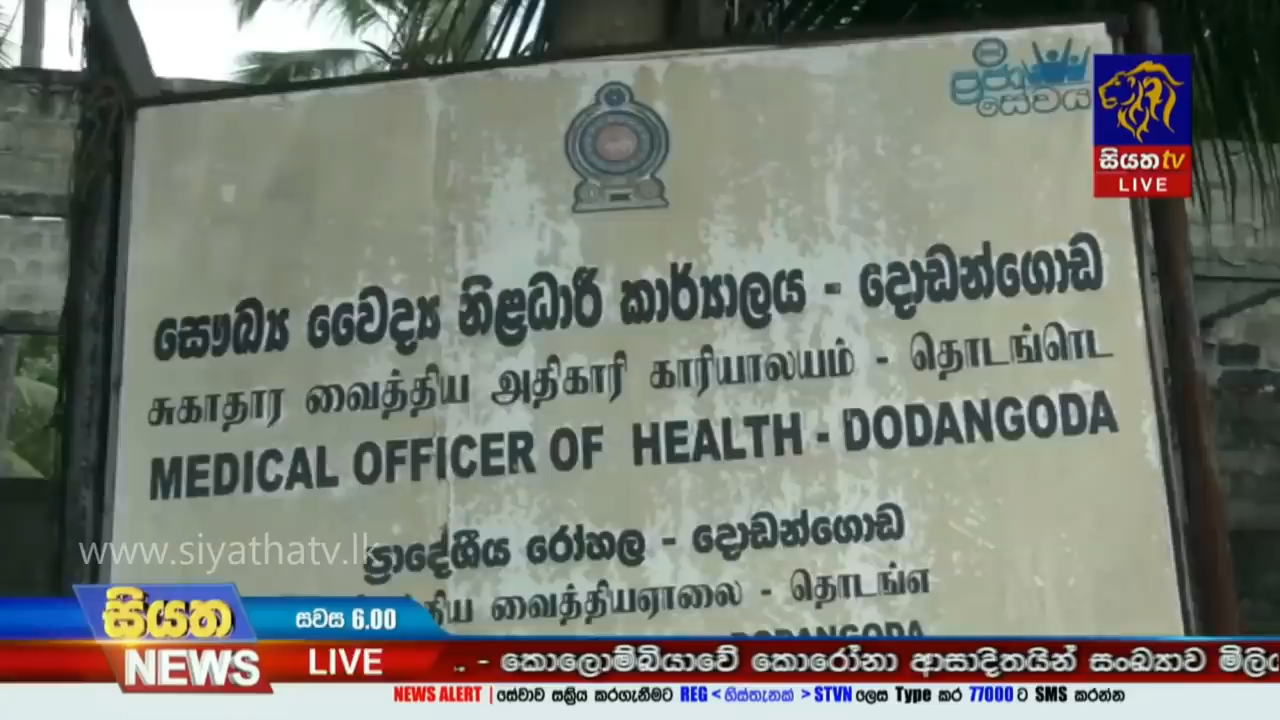 ප්‍රජා
සේවය
සියත tv
LIVE
සෞඛ්‍ය වෛද්‍ය නිළධාරී කාර්යාලය - දොඩන්ගොඩ
சுகாதார வைத்திய அதிகாரி காரியாலயம் - தொடங்ொட
MEDICAL OFFICER OF HEALTH - DODANGODA
ප්‍රාදේශීය රෝහල - දොඩන්ගොඩ
www.siyathatv.lk
வைத்தியஏாலை - தொடங்எ
DODANGODA
සියත
සවස 6.00
NEWS
LIVE
.. - කොලොම්බියාවේ කොරෝනා ආසාදිතයින් සංඛ්‍යාව
NEWS ALERT | සේවාව සක්‍රිය කරගැනීමට REG < හිස්තැනක් > STVN ලෙස Type කර 77000 ට SMS කරන්න